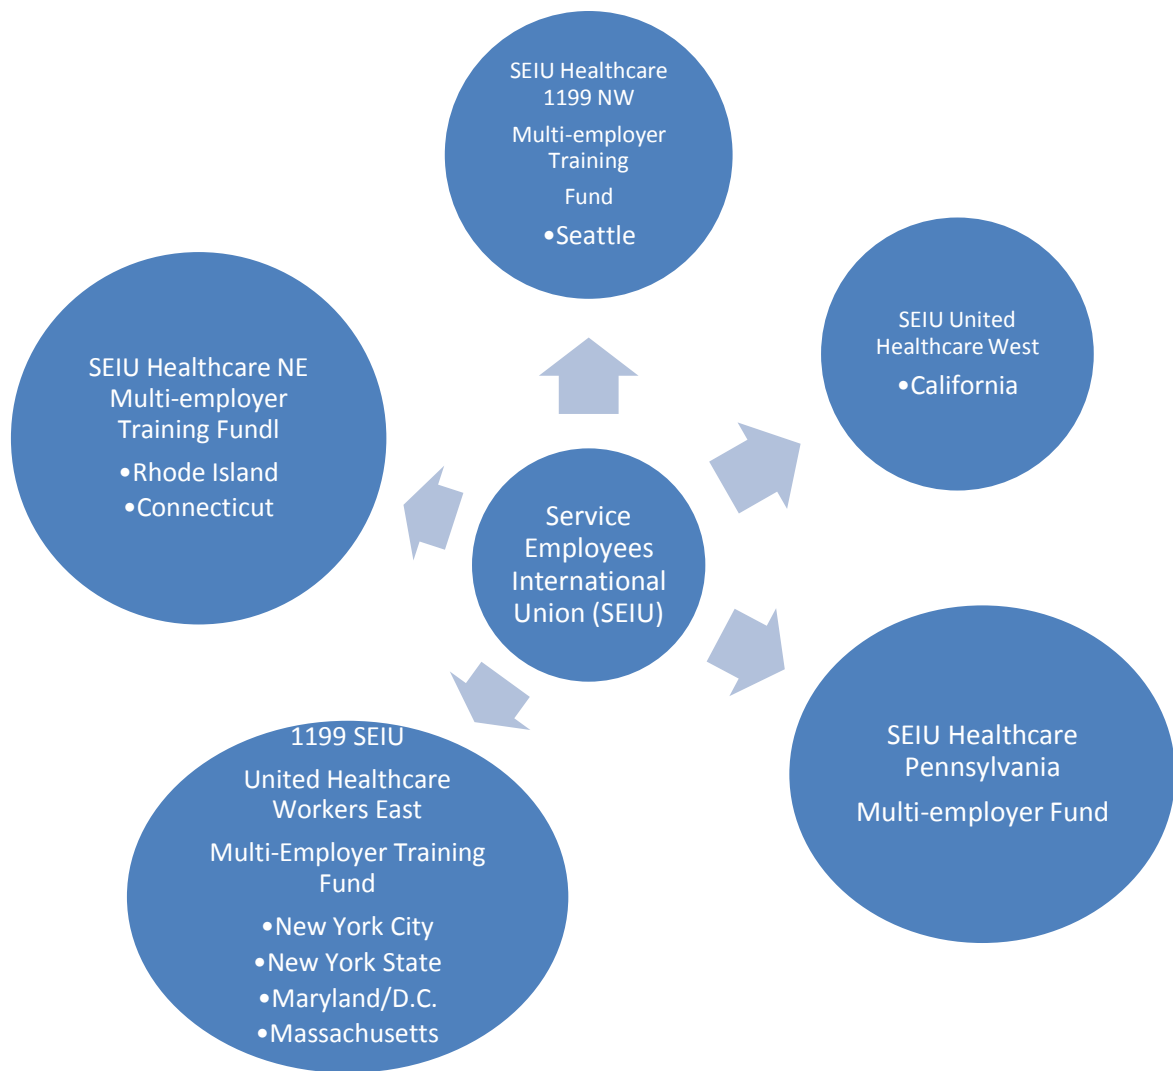 SEIU Healthcare
1199 NW
Multi-employer
Training
Fund
•Seattle
SEIU United
Healthcare West
•California
SEIU Healthcare NE
Multi-employer
Training Fundl
•Rhode Island
•Connecticut
Service
Employees
International
Union (SEIU)
SEIU Healthcare
Pennsylvania
Multi-employer Fund
1199 SEIU
United Healthcare
Workers East
Multi-Employer Training
Fund
•New York City
•New York State
•Maryland/D.C.
•Massachusetts